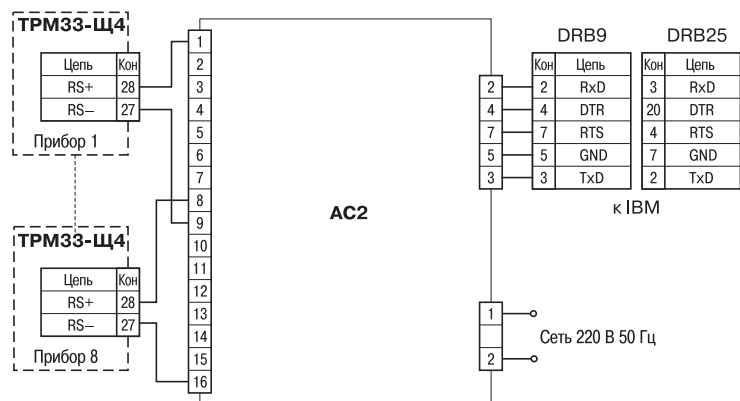 ТРМ33-Щ4
Цепь Кон
RS+ 28
RS– 27
Прибор 1
ТРМ33-Щ4
Цепь Кон
RS+ 28
RS– 27
Прибор 8
1
2
3
4
5
6
7
8
9
10
11
12
13
14
15
16
АС2
2
4
7
5
3
DRB9
Кон Цепь
2 RxD
4 DTR
7 RTS
5 GND
3 TxD
DRB25
Кон Цепь
3 RxD
20 DTR
4 RTS
7 GND
2 TxD
к IBM
1
2
Сеть 220 В 50 Гц